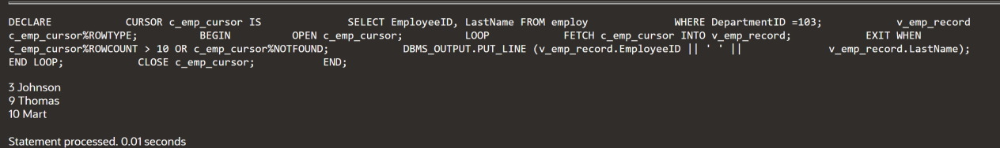 DECLARE CURSOR c_emp_cursor IS SELECT EmployeeID, LastName FROM employ WHERE DepartmentID =103; v_emp_record
c_emp_cursor%ROWTYPE; BEGIN OPEN c_emp_cursor; LOOP FETCH c_emp_cursor INTO v_emp_record; EXIT WHEN
c_emp_cursor%ROWCOUNT > 10 OR c_emp_cursor%NOTFOUND; DBMS_OUTPUT.PUT_LINE (v_emp_record.EmployeeID || ' ' || v_emp_record.LastName);
END LOOP; CLOSE c_emp_cursor; END;
3 Johnson
9 Thomas
10 Mart
Statement processed. 0.01 seconds